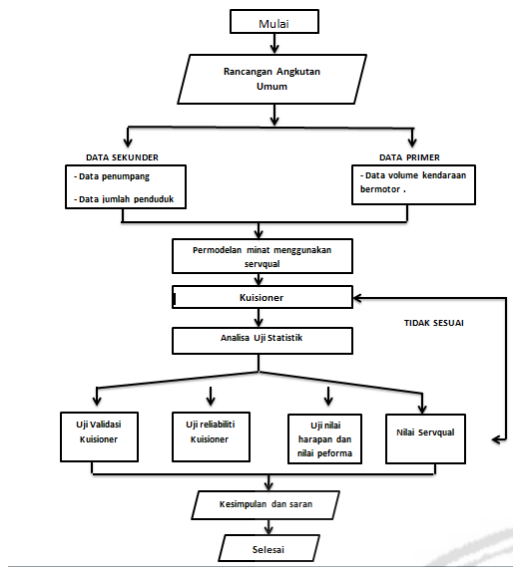 Mulai
Rancangan Angkutan
Umum
DATA SEKUNDER
- Data penumpang
- Data jumlah penduduk
DATA PRIMER
- Data volume kendaraan
bermotor .
Permodelan minat menggunakan
servqual
Kuisioner
TIDAK SESUAI
Analisa Uji Statistik
Uji Validasi
Kuisioner
Uji reliabiliti
Kuisioner
Uji nilai
harapan dan
nilai peforma
Nilai Servqual
Kesimpulan dan saran
Selesai